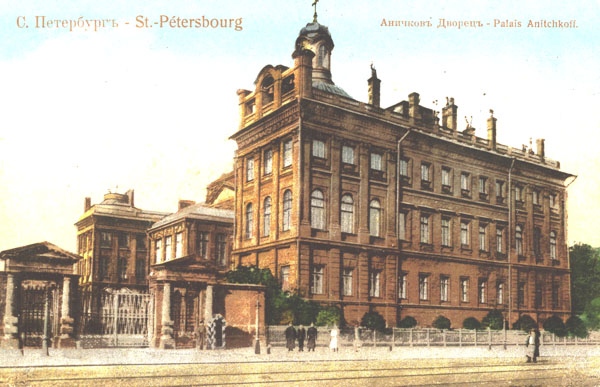 С. Петербургъ - St.-Pétersbourg
Аничковъ Дворецъ - Palais Anitchkoff.